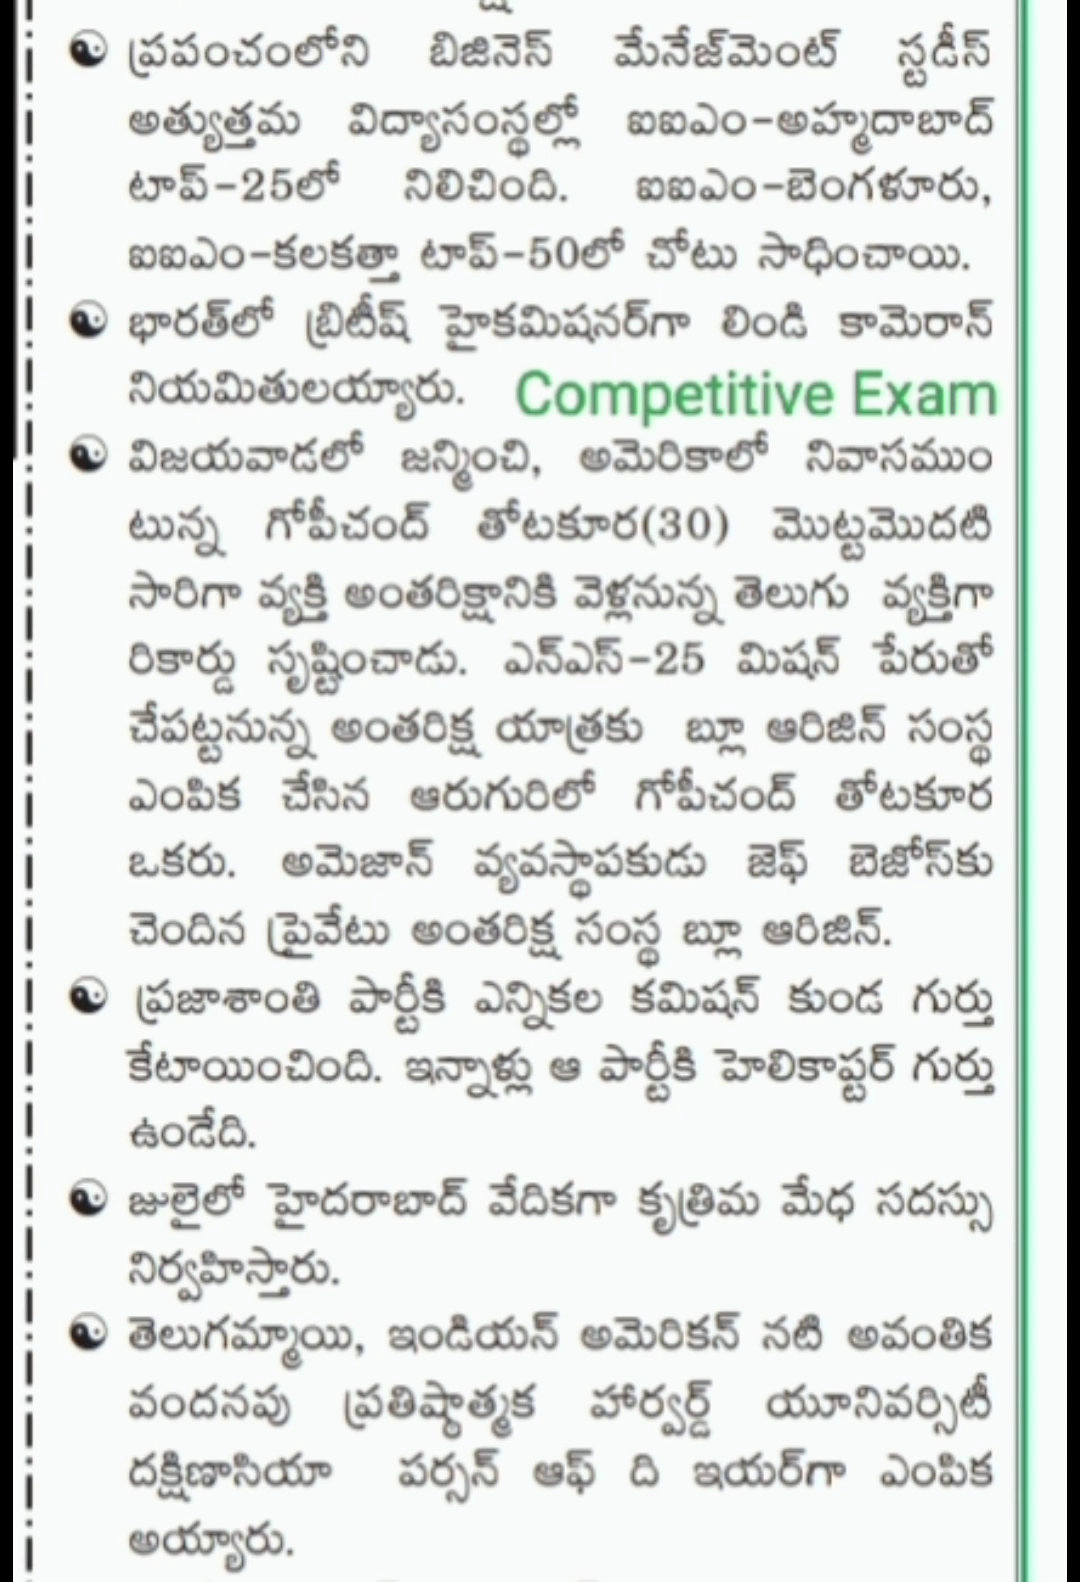 ప్రపంచంలోని బిజినెస్ మేనేజ్‌మెంట్ స్టడీస్
అత్యుత్తమ విద్యాసంస్థల్లో ఐఐఎం-అహ్మదాబాద్
టాప్-25లో నిలిచింది. ఐఐఎం-బెంగళూరు,
ఐఐఎం-కలకత్తా టాప్-50లో చోటు సాధించాయి.
భారత్‌లో బ్రిటీష్ హైకమిషనర్‌గా లిండి కామెరాన్
నియమితులయ్యారు. Competitive Exam
విజయవాడలో జన్మించి, అమెరికాలో నివాసముం
టున్న గోపీచంద్ తోటకూర(30) మొట్టమొదటి
సారిగా వ్యక్తి అంతరిక్షానికి వెళ్లనున్న తెలుగు వ్యక్తిగా
రికార్డు సృష్టించాడు. ఎన్ఎస్-25 మిషన్ పేరుతో
చేపట్టనున్న అంతరిక్ష యాత్రకు బ్లూ ఆరిజిన్ సంస్థ
ఎంపిక చేసిన ఆరుగురిలో గోపీచంద్ తోటకూర
ఒకరు. అమెజాన్ వ్యవస్థాపకుడు జెఫ్ బెజోస్‌కు
చెందిన ప్రైవేటు అంతరిక్ష సంస్థ బ్లూ ఆరిజిన్.
ప్రజాశాంతి పార్టీకి ఎన్నికల కమిషన్ కుండ గుర్తు
కేటాయించింది. ఇన్నాళ్లు ఆ పార్టీకి హెలికాప్టర్ గుర్తు
ఉండేది.
జులైలో హైదరాబాద్ వేదికగా కృత్రిమ మేధ సదస్సు
నిర్వహిస్తారు.
తెలుగమ్మాయి, ఇండియన్ అమెరికన్ నటి అవంతిక
వందనపు ప్రతిష్ఠాత్మక హార్వర్డ్ యూనివర్సిటీ
దక్షిణాసియా పర్సన్ ఆఫ్ ది ఇయర్‌గా ఎంపిక
అయ్యారు.